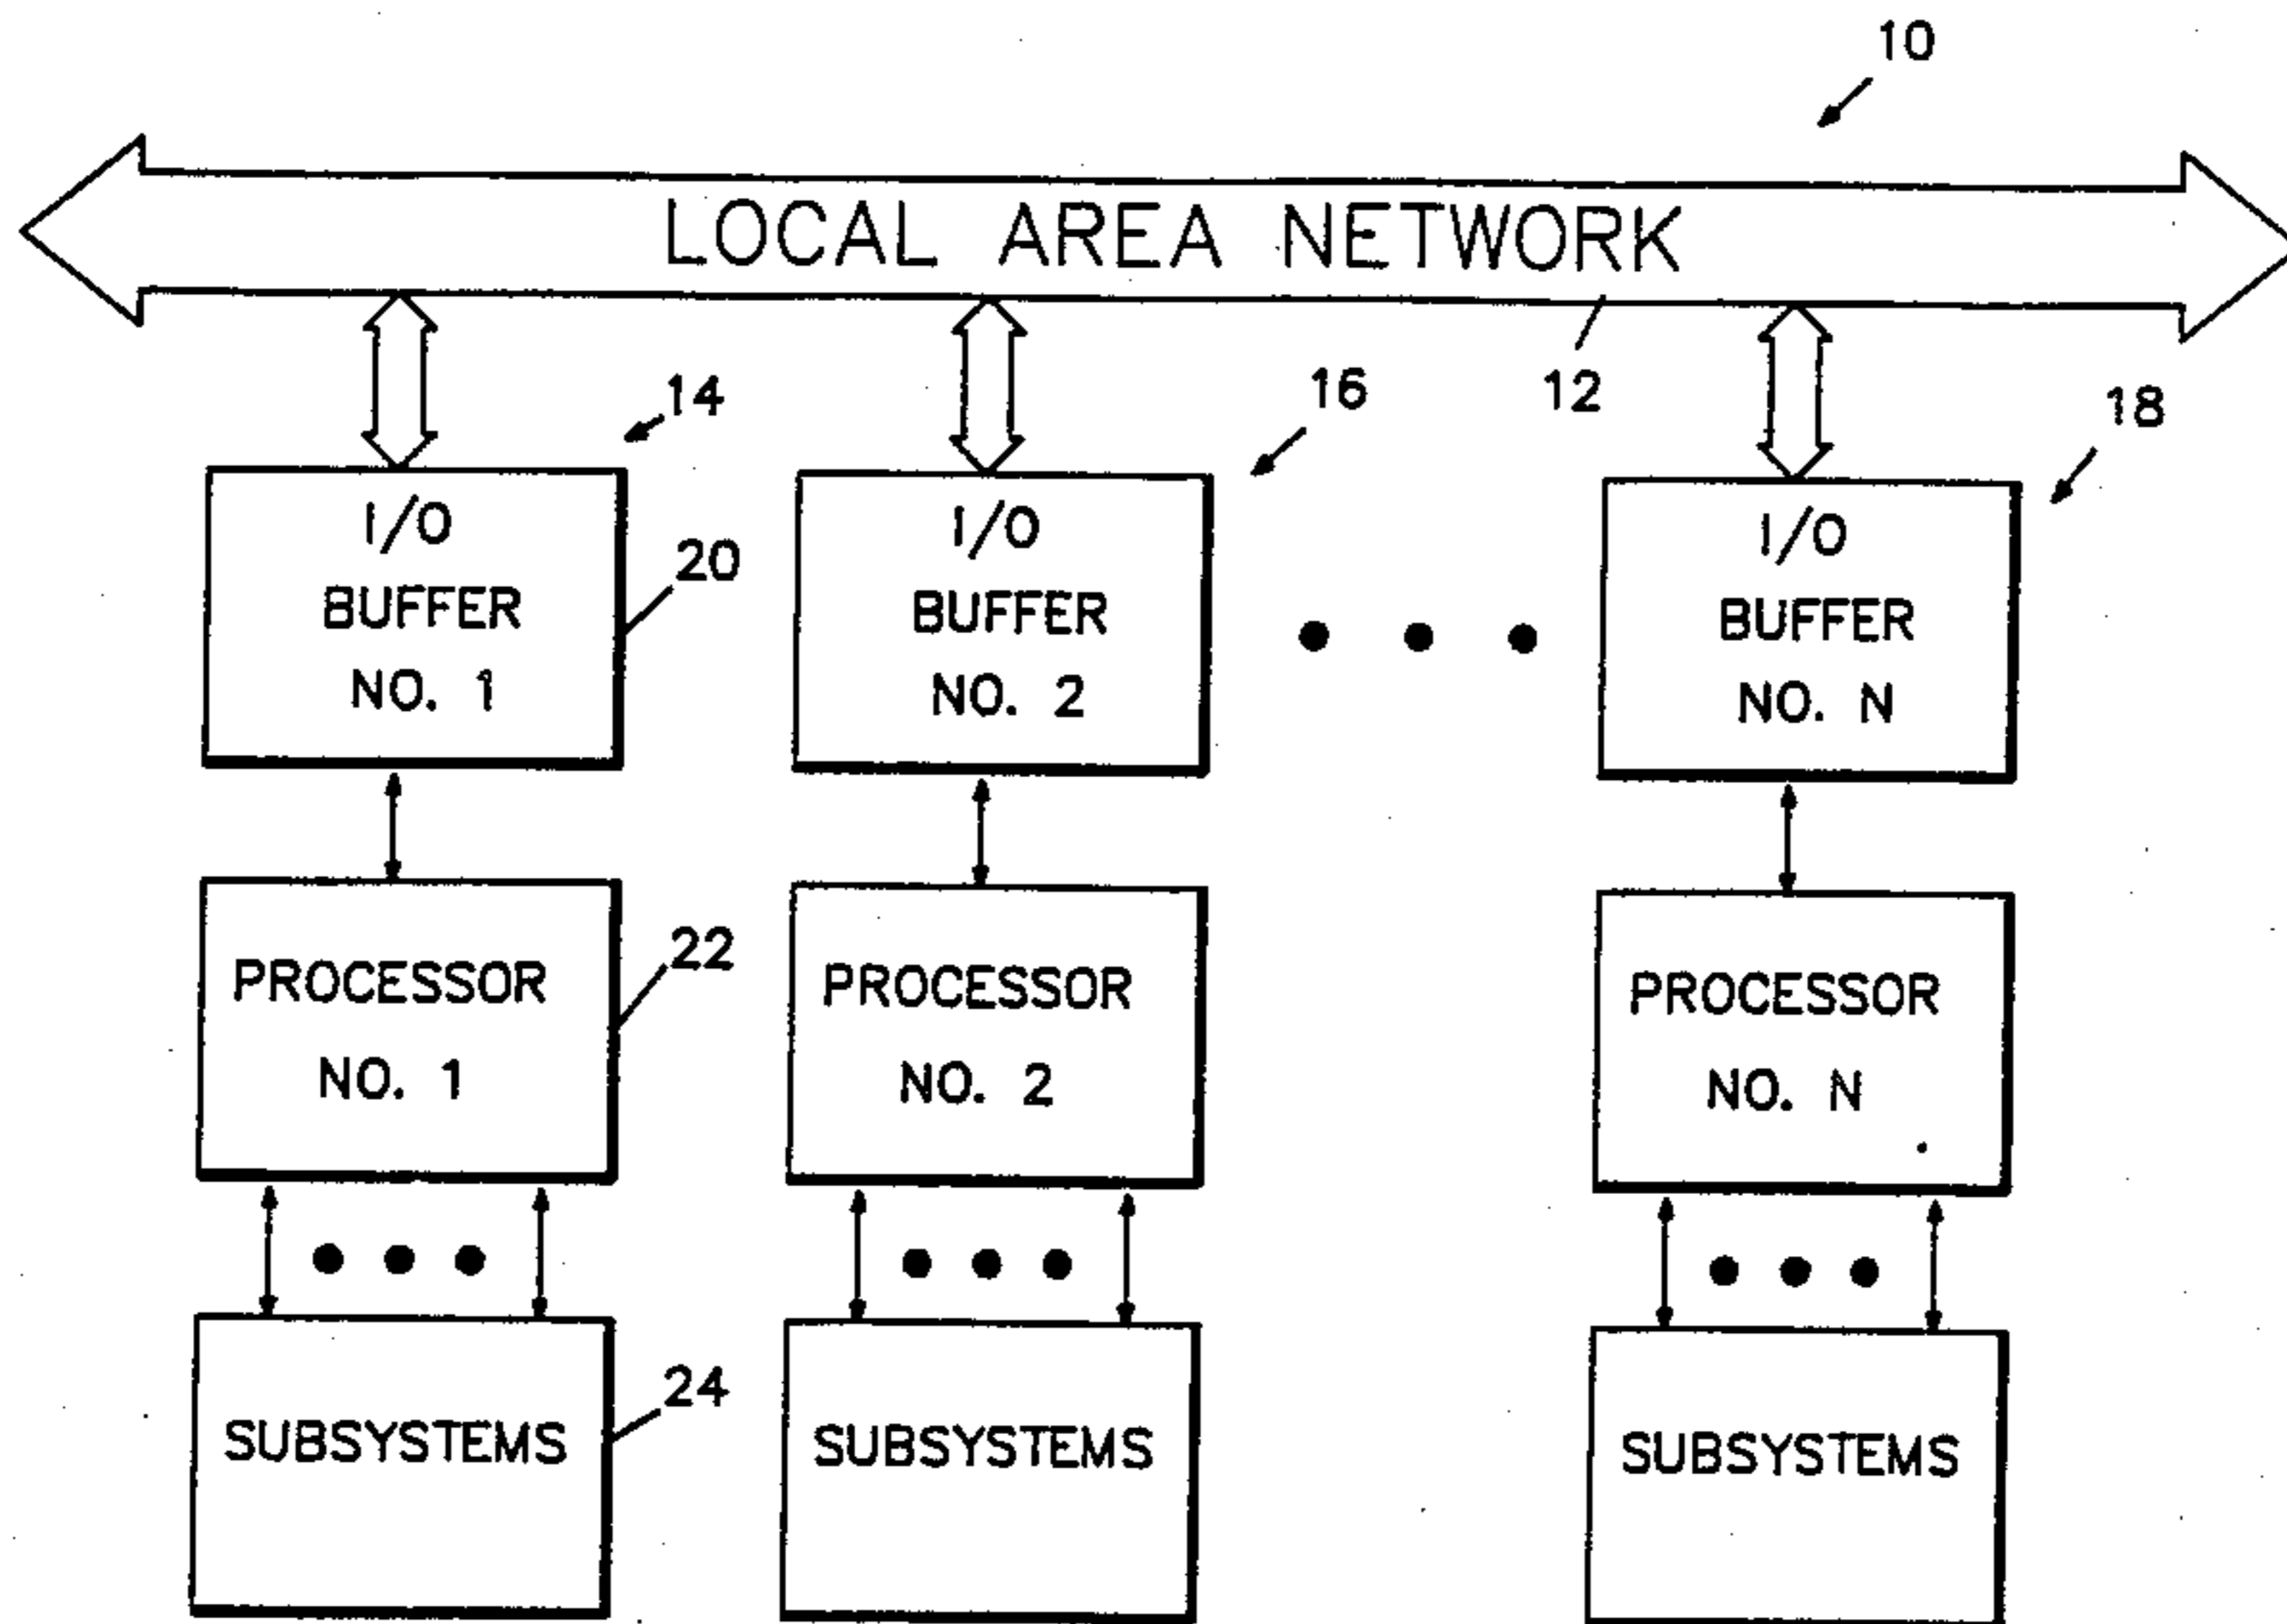 10
LOCAL AREA NETWORK
12
14
16
18
I/O
BUFFER
NO. 1
20
I/O
BUFFER
NO. 2
I/O
BUFFER
NO. N
PROCESSOR
NO. 1
22
PROCESSOR
NO. 2
PROCESSOR
NO. N
SUBSYSTEMS
24
SUBSYSTEMS
SUBSYSTEMS